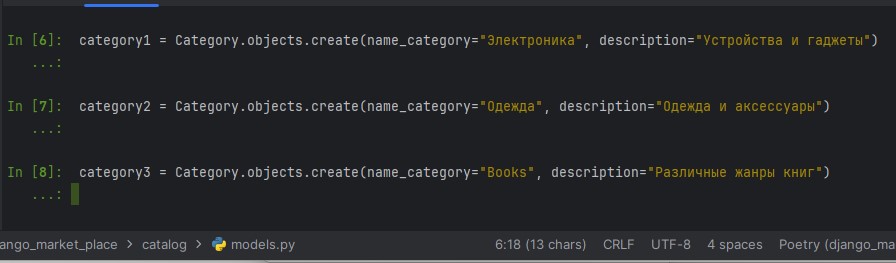 In [6]: category1 = Category.objects.create(name_category="Электроника", description="Устройства и гаджеты")
...:
In [7]: category2 = Category.objects.create(name_category="Одежда", description="Одежда и аксессуары")
...:
In [8]: category3 = Category.objects.create(name_category="Books", description="Различные жанры книг")
...:
ango_market_place > catalog > models.py 6:18 (13 chars) CRLF UTF-8 4 spaces Poetry (django_ma